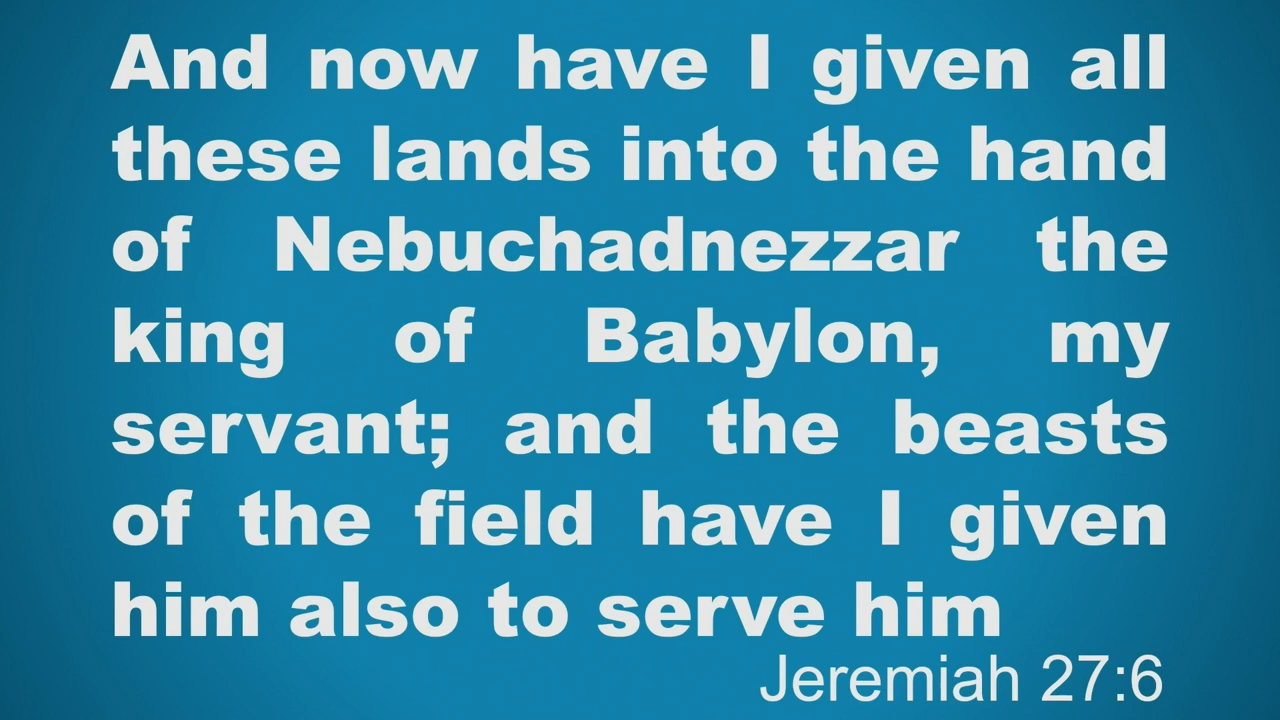 And now have I given all
these lands into the hand
of Nebuchadnezzar the
king of Babylon, my
servant; and the beasts
of the field have I given
him also to serve him
Jeremiah 27:6